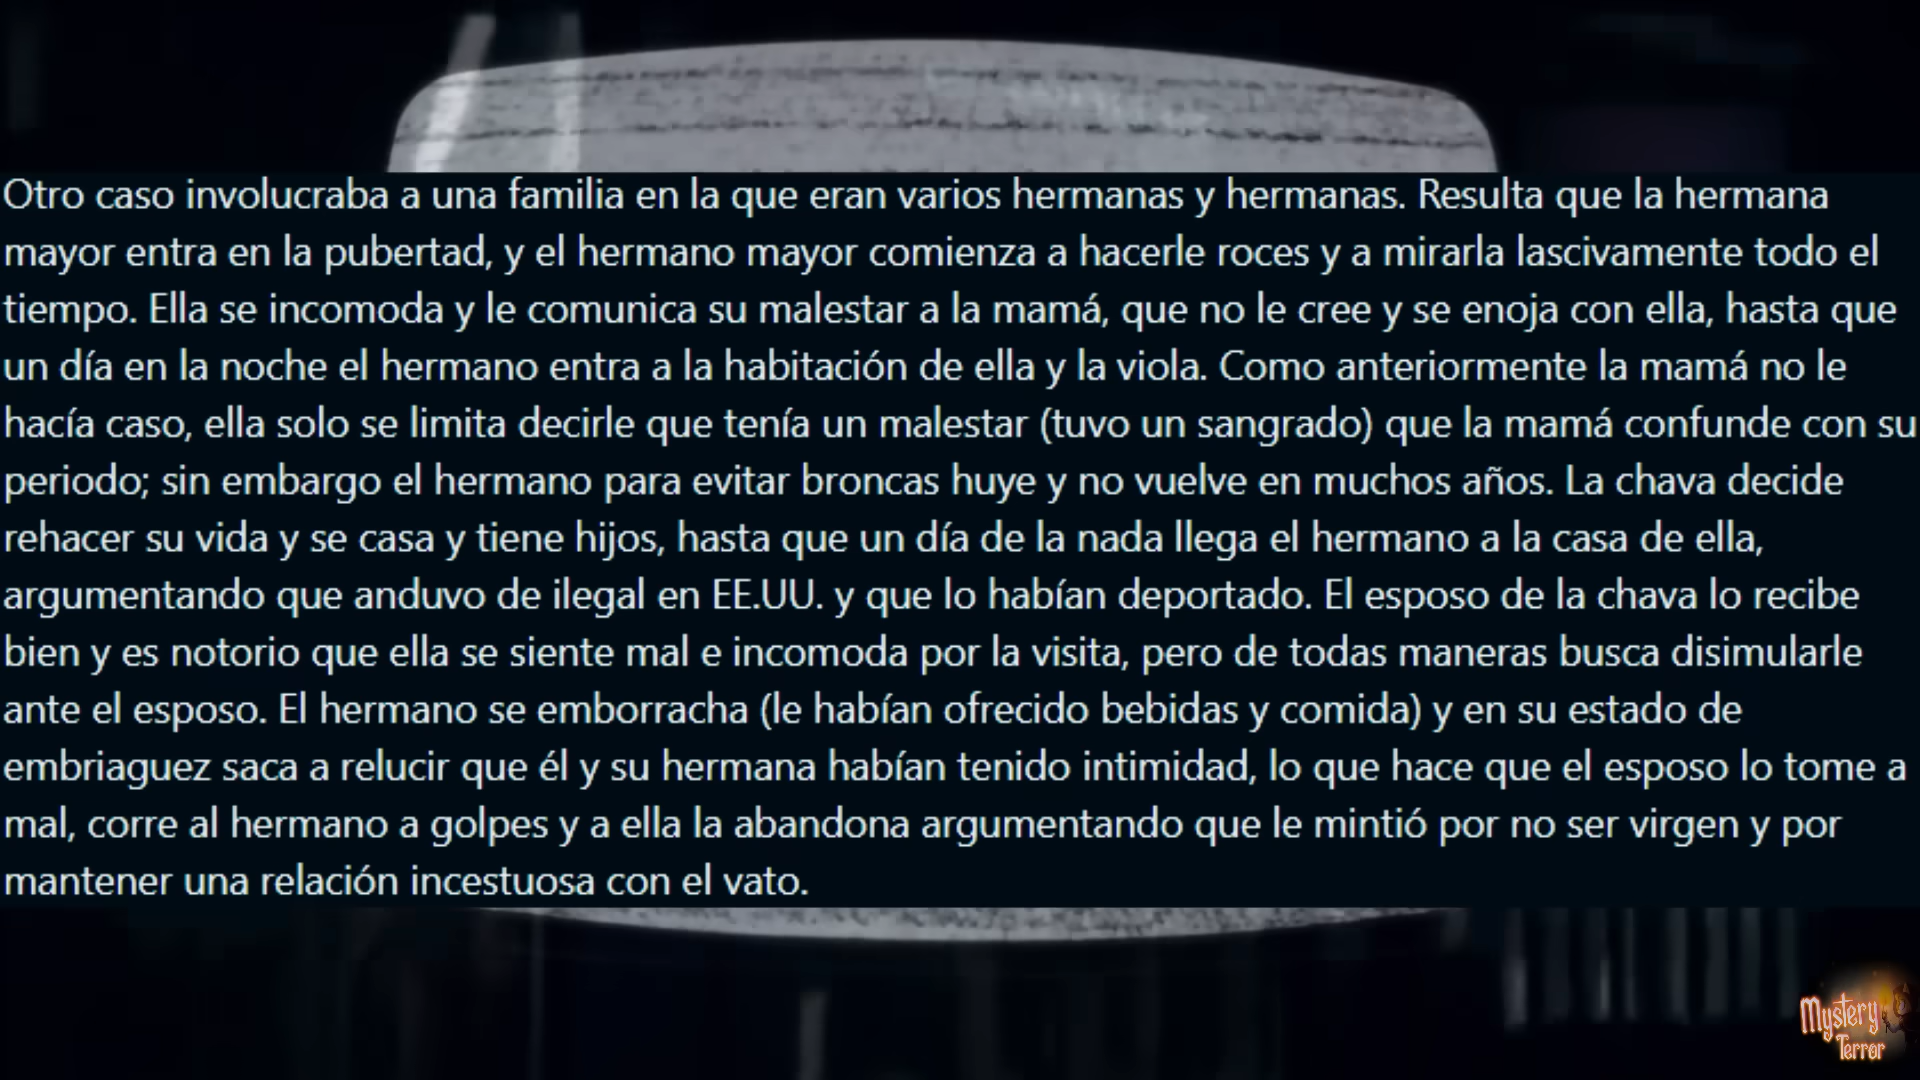 Otro caso involucraba a una familia en la que eran varios hermanas y hermanas. Resulta que la hermana
mayor entra en la pubertad, y el hermano mayor comienza a hacerle roces y a mirarla lascivamente todo el
tiempo. Ella se incomoda y le comunica su malestar a la mamá, que no le cree y se enoja con ella, hasta que
un día en la noche el hermano entra a la habitación de ella y la viola. Como anteriormente la mamá no le
hacía caso, ella solo se limita decirle que tenía un malestar (tuvo un sangrado) que la mamá confunde con su
periodo; sin embargo el hermano para evitar broncas huye y no vuelve en muchos años. La chava decide
rehacer su vida y se casa y tiene hijos, hasta que un día de la nada llega el hermano a la casa de ella,
argumentando que anduvo de ilegal en EE.UU. y que lo habían deportado. El esposo de la chava lo recibe
bien y es notorio que ella se siente mal e incomoda por la visita, pero de todas maneras busca disimularle
ante el esposo. El hermano se emborracha (le habían ofrecido bebidas y comida) y en su estado de
embriaguez saca a relucir que él y su hermana habían tenido intimidad, lo que hace que el esposo lo tome a
mal, corre al hermano a golpes y a ella la abandona argumentando que le mintió por no ser virgen y por
mantener una relación incestuosa con el vato.
Mystery
Terror